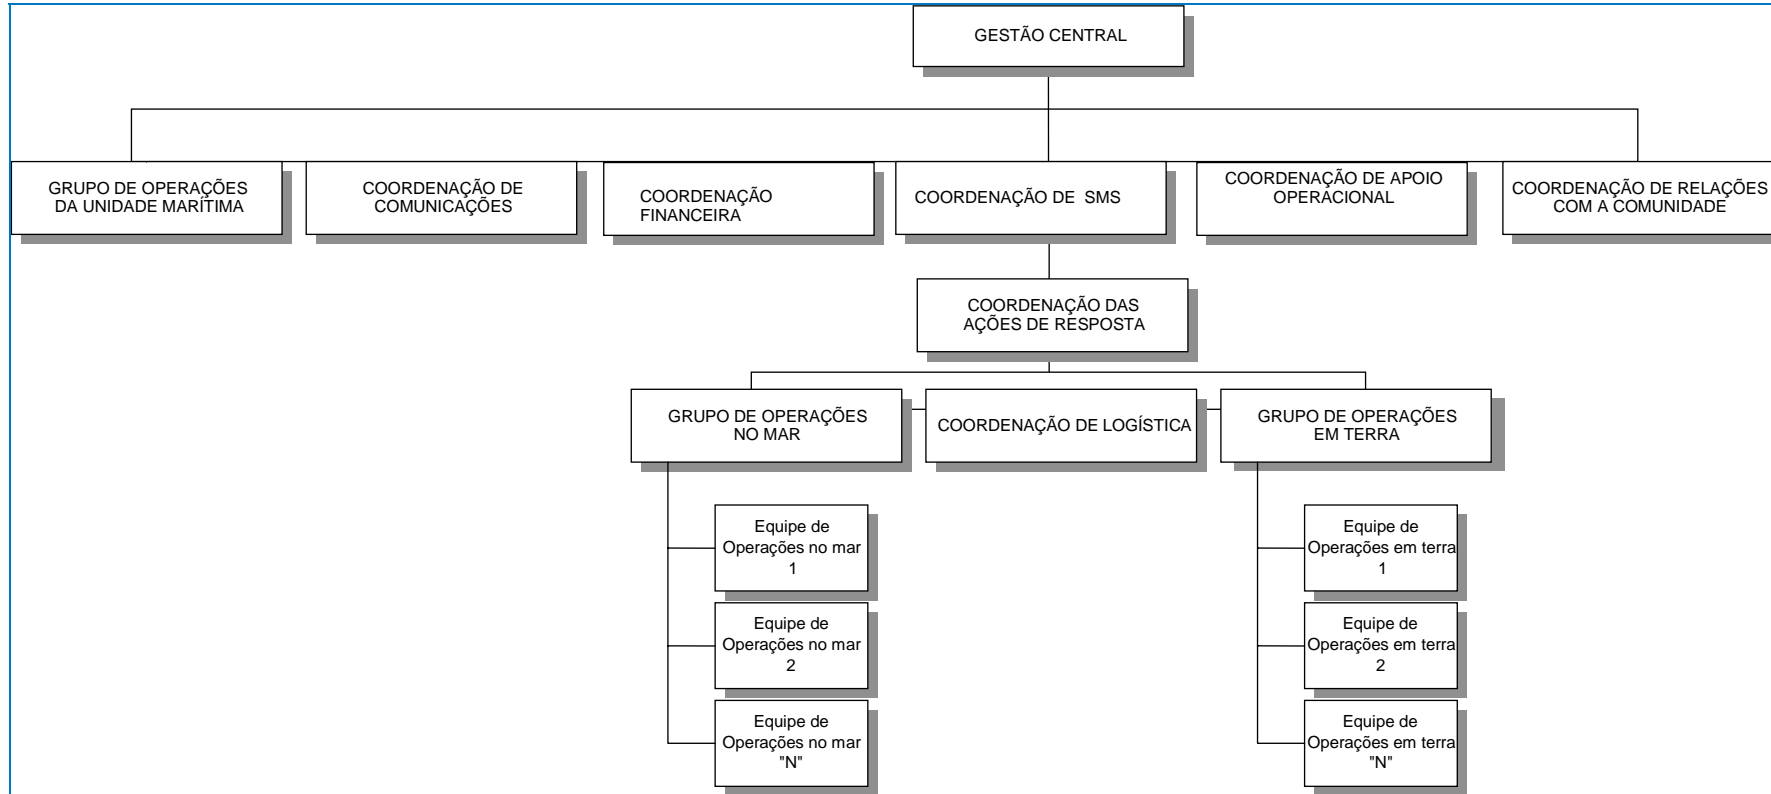 GESTÃO CENTRAL
GRUPO DE OPERAÇÕES
DA UNIDADE MARÍTIMA
COORDENAÇÃO DE
COMUNICAÇÕES
COORDENAÇÃO
FINANCEIRA
COORDENAÇÃO DE SMS
COORDENAÇÃO DE APOIO
OPERACIONAL
COORDENAÇÃO DE RELAÇÕES
COM A COMUNIDADE
COORDENAÇÃO DAS
AÇÕES DE RESPOSTA
GRUPO DE OPERAÇÕES
NO MAR
COORDENAÇÃO DE LOGÍSTICA
GRUPO DE OPERAÇÕES
EM TERRA
Equipe de
Operações no mar
1
Equipe de
Operações no mar
2
Equipe de
Operações no mar
"N"
Equipe de
Operações em terra
1
Equipe de
Operações em terra
2
Equipe de
Operações em terra
"N"